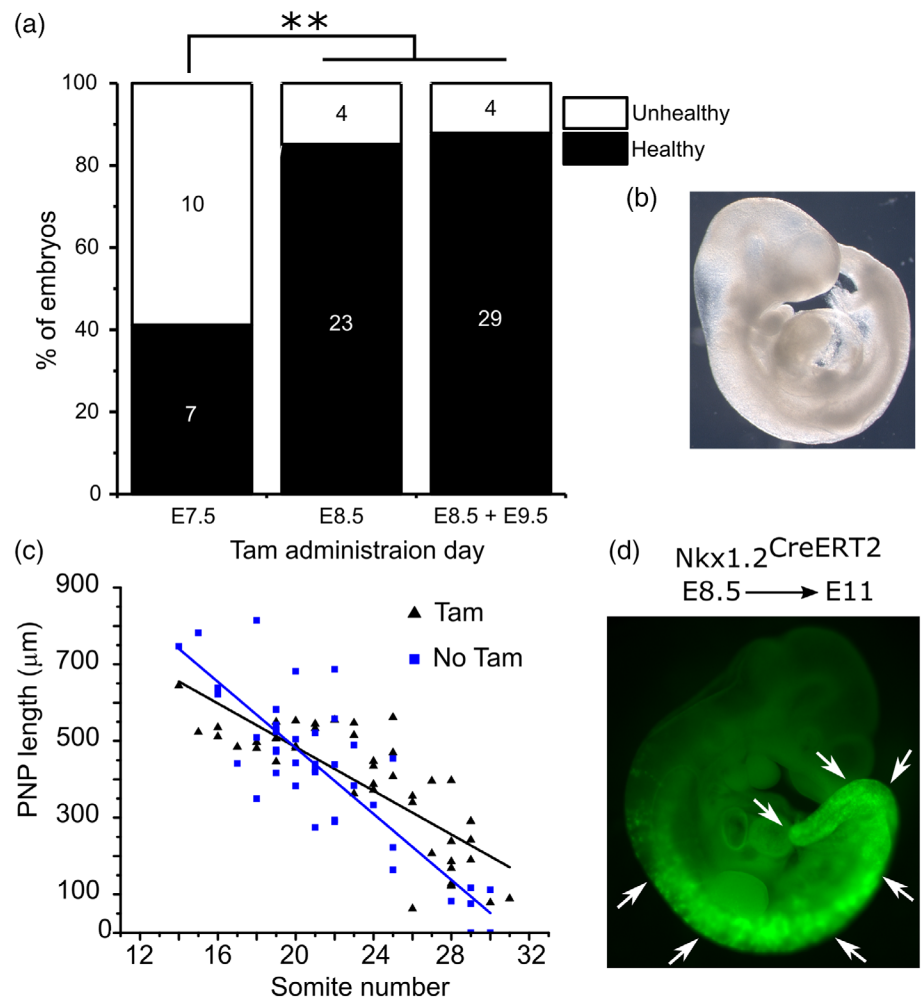 (a)
**
100
80
60
40
20
0
% of embryos
10
7
4
23
4
29
E7.5
E8.5
E8.5 + E9.5
Tam administraion day
Unhealthy
Healthy
(b)
(c)
900
700
500
300
100
0
PNP length (μm)
Tam
No Tam
12
16
20
24
28
32
Somite number
(d)
Nkx1.2CreERT2
E8.5 → E11